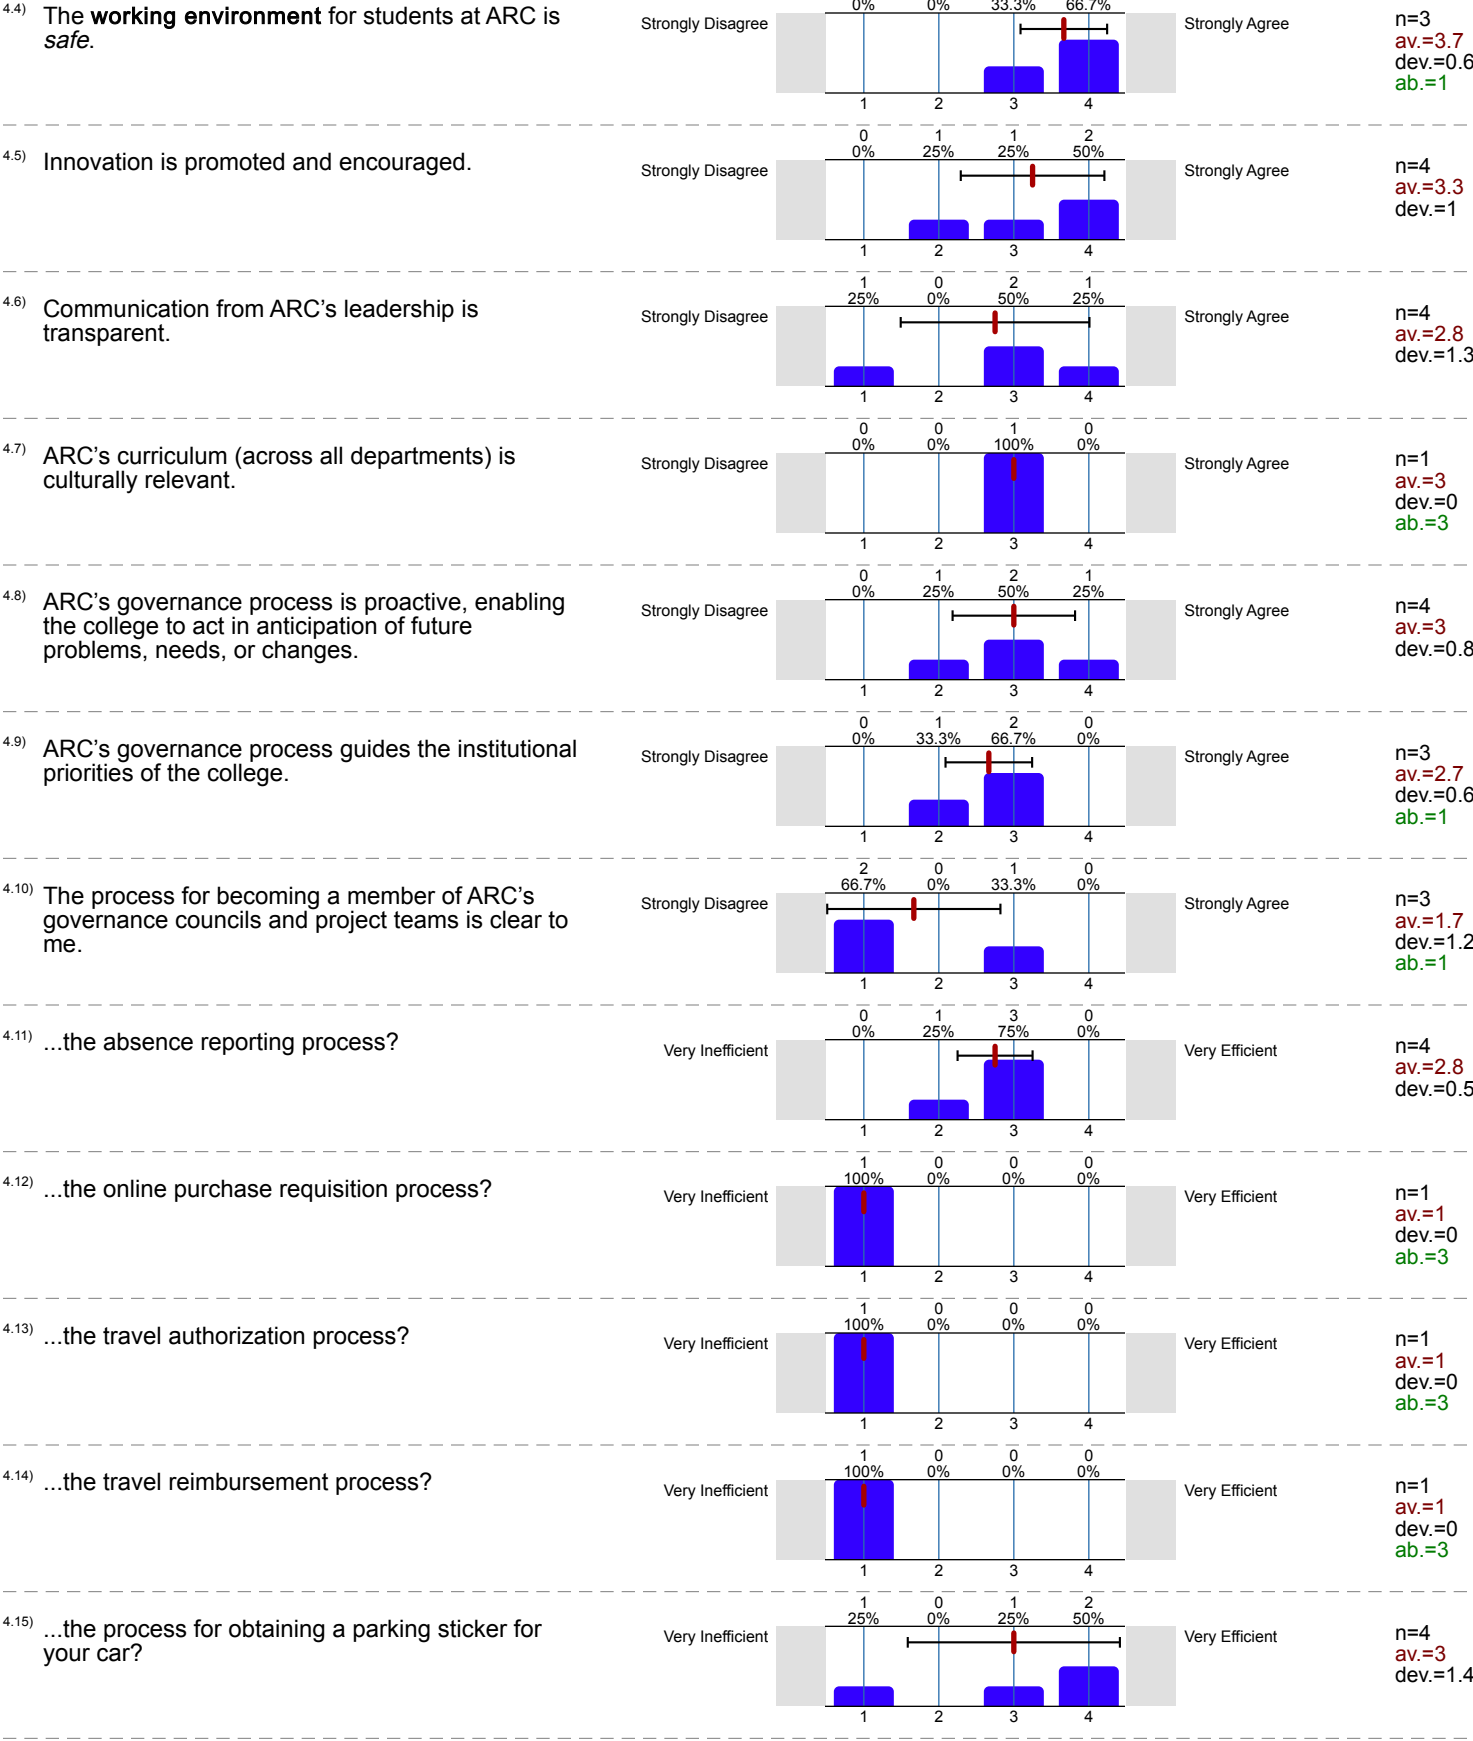 0% 0% 33.3% 66.7%
4.4) The working environment for students at ARC is
safe.
Strongly Disagree
Strongly Agree
n=3
av.=3.7
dev.=0.6
ab.=1
1 2 3 4
0 1 1 2
0% 25% 25% 50%
4.5) Innovation is promoted and encouraged.
Strongly Disagree
Strongly Agree
n=4
av.=3.3
dev.=1
1 2 3 4
1 0 2 1
25% 0% 50% 25%
4.6) Communication from ARC’s leadership is
transparent.
Strongly Disagree
Strongly Agree
n=4
av.=2.8
dev.=1.3
1 2 3 4
0 0 1 0
0% 0% 100% 0%
4.7) ARC’s curriculum (across all departments) is
culturally relevant.
Strongly Disagree
Strongly Agree
n=1
av.=3
dev.=0
ab.=3
1 2 3 4
0 1 2 1
0% 25% 50% 25%
4.8) ARC’s governance process is proactive, enabling
the college to act in anticipation of future
problems, needs, or changes.
Strongly Disagree
Strongly Agree
n=4
av.=3
dev.=0.8
1 2 3 4
0 1 2 0
0% 33.3% 66.7% 0%
4.9) ARC’s governance process guides the institutional
priorities of the college.
Strongly Disagree
Strongly Agree
n=3
av.=2.7
dev.=0.6
ab.=1
1 2 3 4
2 0 1 0
66.7% 0% 33.3% 0%
4.10) The process for becoming a member of ARC’s
governance councils and project teams is clear to
me.
Strongly Disagree
Strongly Agree
n=3
av.=1.7
dev.=1.2
ab.=1
1 2 3 4
0 1 3 0
0% 25% 75% 0%
4.11) ...the absence reporting process?
Very Inefficient
Very Efficient
n=4
av.=2.8
dev.=0.5
1 2 3 4
1 0 0 0
100% 0% 0% 0%
4.12) ...the online purchase requisition process?
Very Inefficient
Very Efficient
n=1
av.=1
dev.=0
ab.=3
1 2 3 4
1 0 0 0
100% 0% 0% 0%
4.13) ...the travel authorization process?
Very Inefficient
Very Efficient
n=1
av.=1
dev.=0
ab.=3
1 2 3 4
1 0 0 0
100% 0% 0% 0%
4.14) ...the travel reimbursement process?
Very Inefficient
Very Efficient
n=1
av.=1
dev.=0
ab.=3
1 2 3 4
1 0 1 2
25% 0% 25% 50%
4.15) ...the process for obtaining a parking sticker for
your car?
Very Inefficient
Very Efficient
n=4
av.=3
dev.=1.4
1 2 3 4